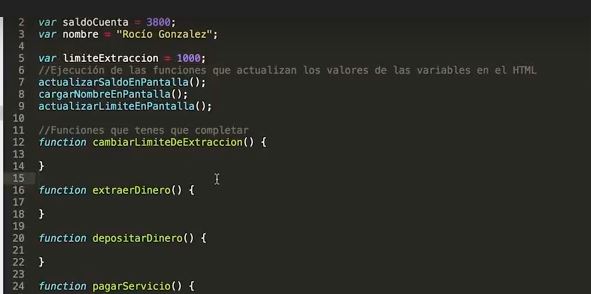 2 var saldoCuenta = 3800;
3 var nombre = "Rocío Gonzalez";
4
5 var limiteExtraccion = 1000;
6 //Ejecución de las funciones que actualizan los valores de las variables en el HTML
7 actualizarSaldoEnPantalla();
8 cargarNombreEnPantalla();
9 actualizarLimiteEnPantalla();
10
11 //Funciones que tenes que completar
12 function cambiarLimiteDeExtraccion() {
13
14 }
15
16 function extraerDinero() {
17
18 }
19
20 function depositarDinero() {
21
22 }
23
24 function pagarServicio() {